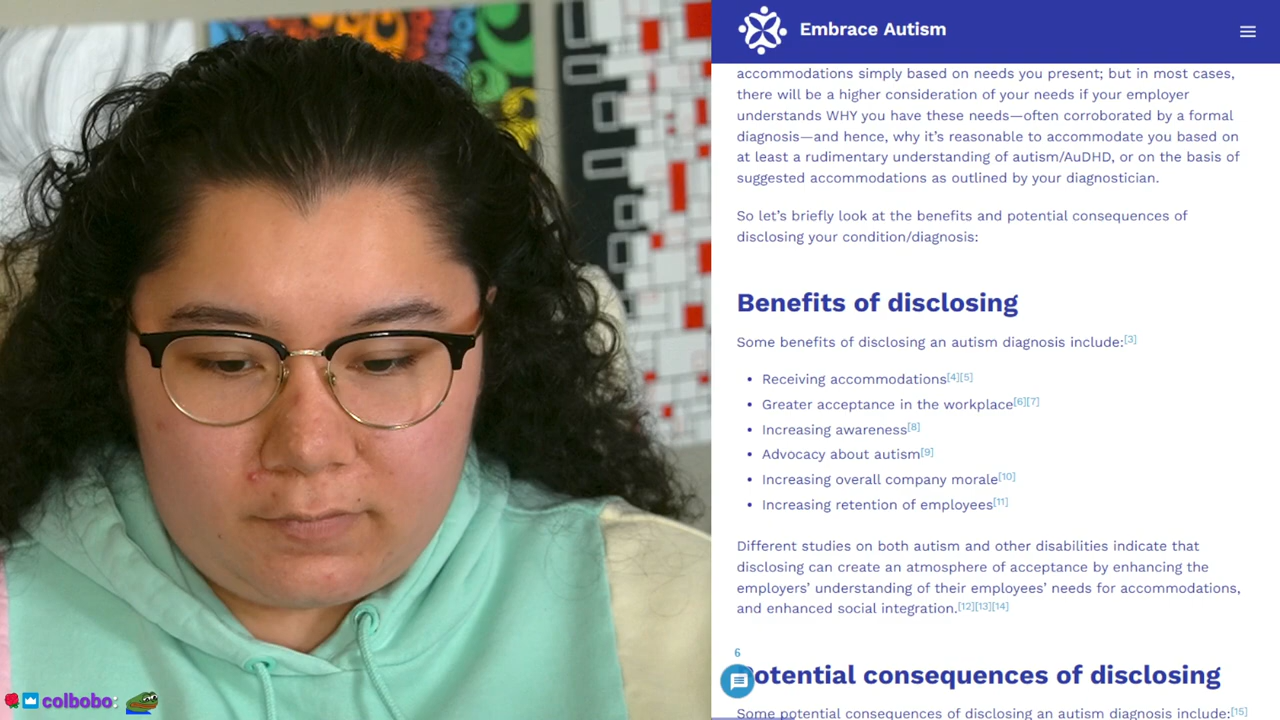 Embrace Autism
accommodations simply based on needs you present; but in most cases,
there will be a higher consideration of your needs if your employer
understands WHY you have these needs—often corroborated by a formal
diagnosis—and hence, why it's reasonable to accommodate you based on
at least a rudimentary understanding of autism/AuDHD, or on the basis of
suggested accommodations as outlined by your diagnostician.
So let's briefly look at the benefits and potential consequences of
disclosing your condition/diagnosis:
Benefits of disclosing
Some benefits of disclosing an autism diagnosis include:[3]
• Receiving accommodations[4][5]
• Greater acceptance in the workplace[6][7]
• Increasing awareness[8]
• Advocacy about autism[9]
• Increasing overall company morale[10]
• Increasing retention of employees[11]
Different studies on both autism and other disabilities indicate that
disclosing can create an atmosphere of acceptance by enhancing the
employers' understanding of their employees' needs for accommodations,
and enhanced social integration.[12][13][14]
6
Potential consequences of disclosing
Some potential consequences of disclosing an autism diagnosis include:[15]
colbobo: